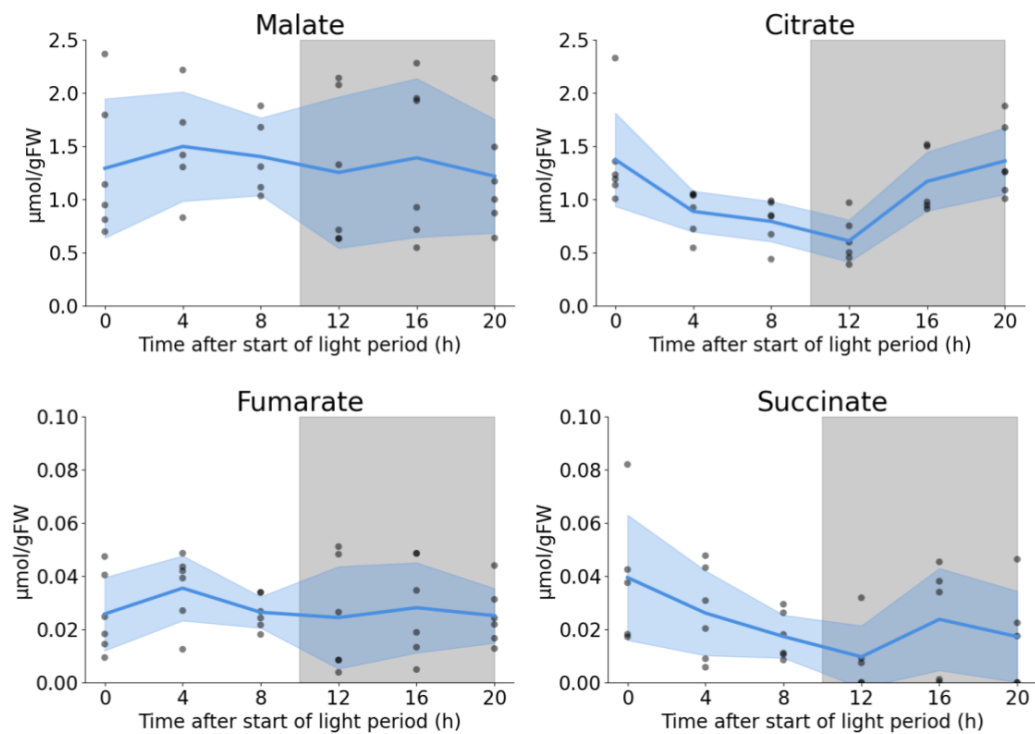 Malate
2.5
2.0
1.5
1.0
0.5
0.0
µmol/gFW
0 4 8 12 16 20
Time after start of light period (h)
Citrate
2.5
2.0
1.5
1.0
0.5
0.0
µmol/gFW
0 4 8 12 16 20
Time after start of light period (h)
Fumarate
0.10
0.08
0.06
0.04
0.02
0.00
µmol/gFW
0 4 8 12 16 20
Time after start of light period (h)
Succinate
0.10
0.08
0.06
0.04
0.02
0.00
µmol/gFW
0 4 8 12 16 20
Time after start of light period (h)